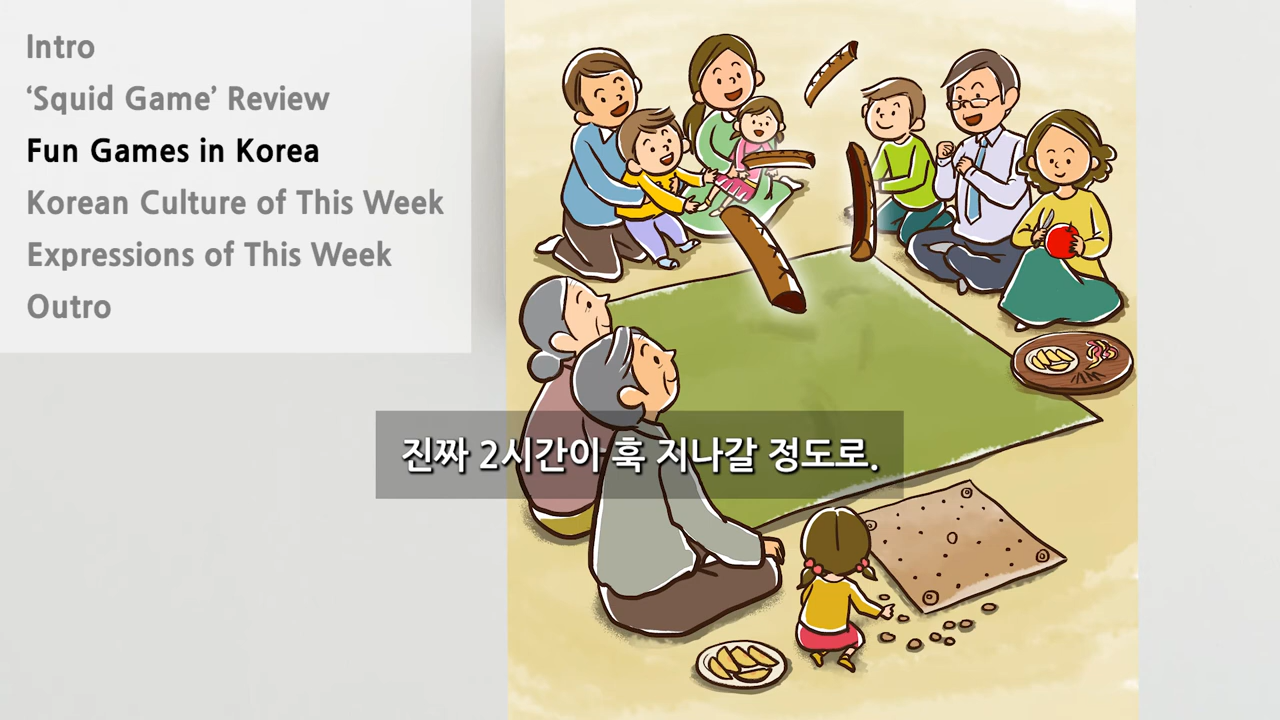 Intro
‘Squid Game’ Review
Fun Games in Korea
Korean Culture of This Week
Expressions of This Week
Outro
진짜 2시간이 훅 지나갈 정도로.